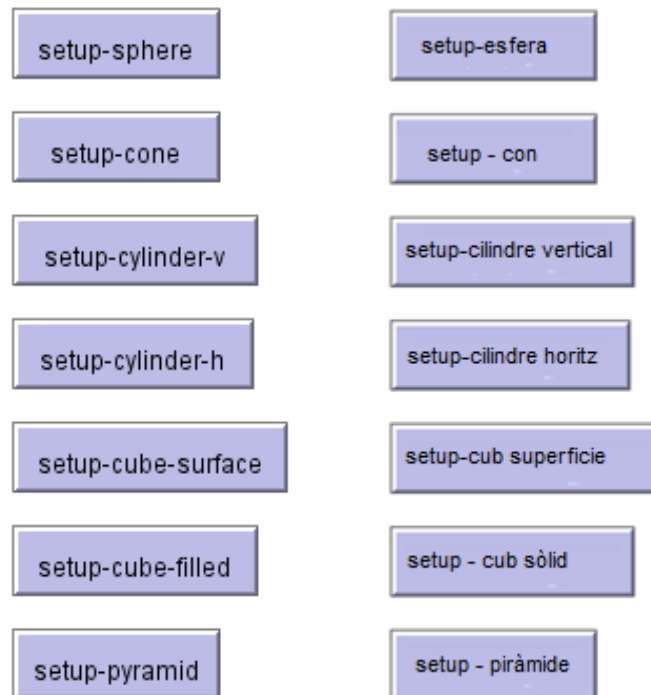 setup-sphere
setup-esfera
setup-cone
setup - con
setup-cylinder-v
setup-cilindre vertical
setup-cylinder-h
setup-cilindre horitz
setup-cube-surface
setup-cub superficie
setup-cube-filled
setup - cub sòlid
setup-pyramid
setup - piràmide